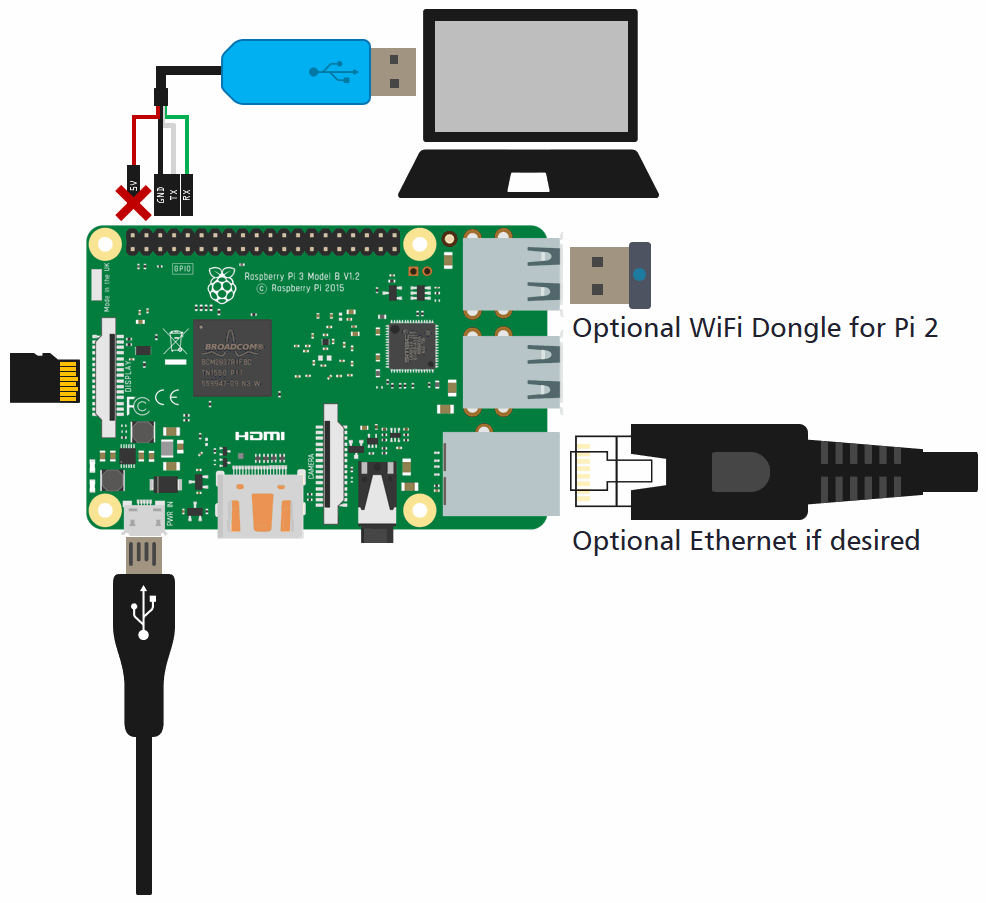 5V
GND
TX
RX
GPIO
Made in the UK
Raspberry Pi 3 Model B V1.2
© Raspberry Pi 2015
Optional WiFi Dongle for Pi 2
BROADCOM®
BCM2837RIFBC
TN1550 P11
559947-09 N3 W
DISPLAY
FC CE
HDMI
CAMERA
PWR IN
Optional Ethernet if desired